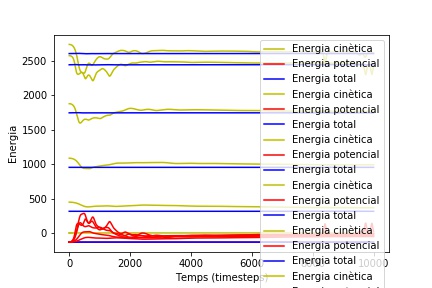 Energia
2500
2000
1500
1000
500
0
Energia cinètica
Energia potencial
Energia total
Energia cinètica
Energia potencial
Energia total
Energia cinètica
Energia potencial
Energia total
Energia cinètica
Energia potencial
Energia total
Energia cinètica
Energia potencial
Energia total
Energia cinètica
0 2000 4000 6000 10000
Temps (timesteps)